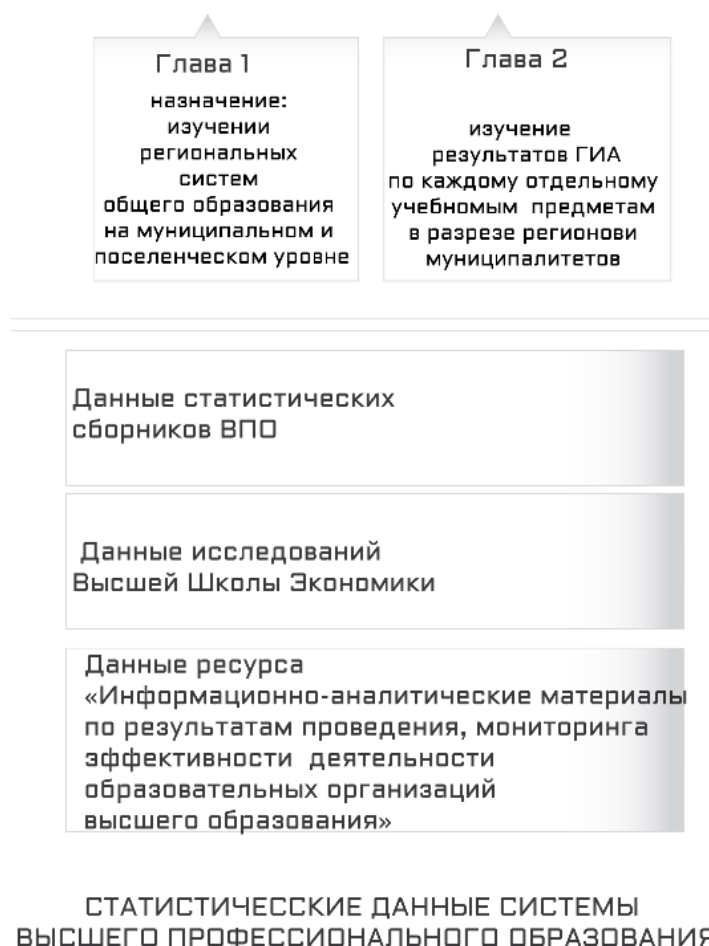 Глава 1
назначение:
изучении
региональных
систем
общего образования
на муниципальном и
поселенческом уровне
Глава 2
изучение
результатов ГИА
по каждому отдельному
учебномым предметам
в разрезе регионови
муниципалитетов
Данные статистических
сборников ВПО
Данные исследований
Высшей Школы Экономики
Данные ресурса
«Информационно-аналитические материалы
по результатам проведения, мониторинга
эффективности деятельности
образовательных организаций
высшего образования»
СТАТИСТИЧЕССКИЕ ДАННЫЕ СИСТЕМЫ
ВЫСШЕГО ПРОФЕССИОНАЛЬНОГО ОБРАЗОВАНИЯ